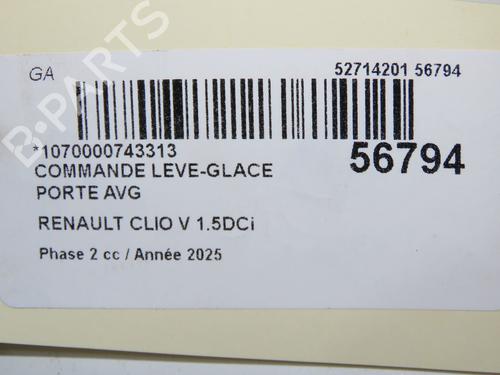 GA
52714201 56794
*1070000743313
56794
COMMANDE LEVE-GLACE
PORTE AVG
RENAULT CLIO V 1.5DCi
Phase 2 cc / Année 2025
B-PARTS